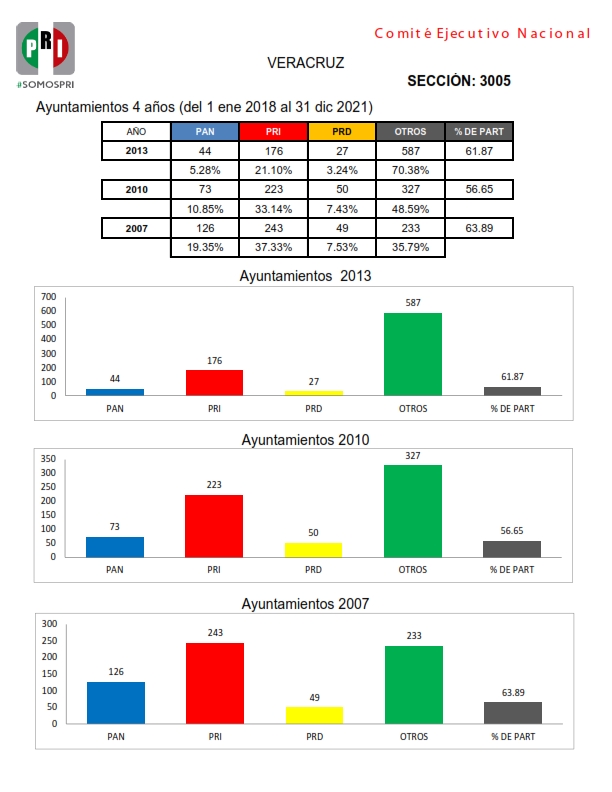 Comité Ejecutivo Nacional
PRI
#SOMOSPRI
VERACRUZ
SECCIÓN: 3005
Ayuntamientos 4 años (del 1 ene 2018 al 31 dic 2021)
AÑO PAN PRI PRD OTROS % DE PART
2013 44 176 27 587 61.87
5.28% 21.10% 3.24% 70.38%
2010 73 223 50 327 56.65
10.85% 33.14% 7.43% 48.59%
2007 126 243 49 233 63.89
19.35% 37.33% 7.53% 35.79%
Ayuntamientos 2013
700
600
500
400
300
200
100
0
44
176
27
587
61.87
PAN PRI PRD OTROS % DE PART
Ayuntamientos 2010
350
300
250
200
150
100
50
0
73
223
50
327
56.65
PAN PRI PRD OTROS % DE PART
Ayuntamientos 2007
300
250
200
150
100
50
0
126
243
49
233
63.89
PAN PRI PRD OTROS % DE PART